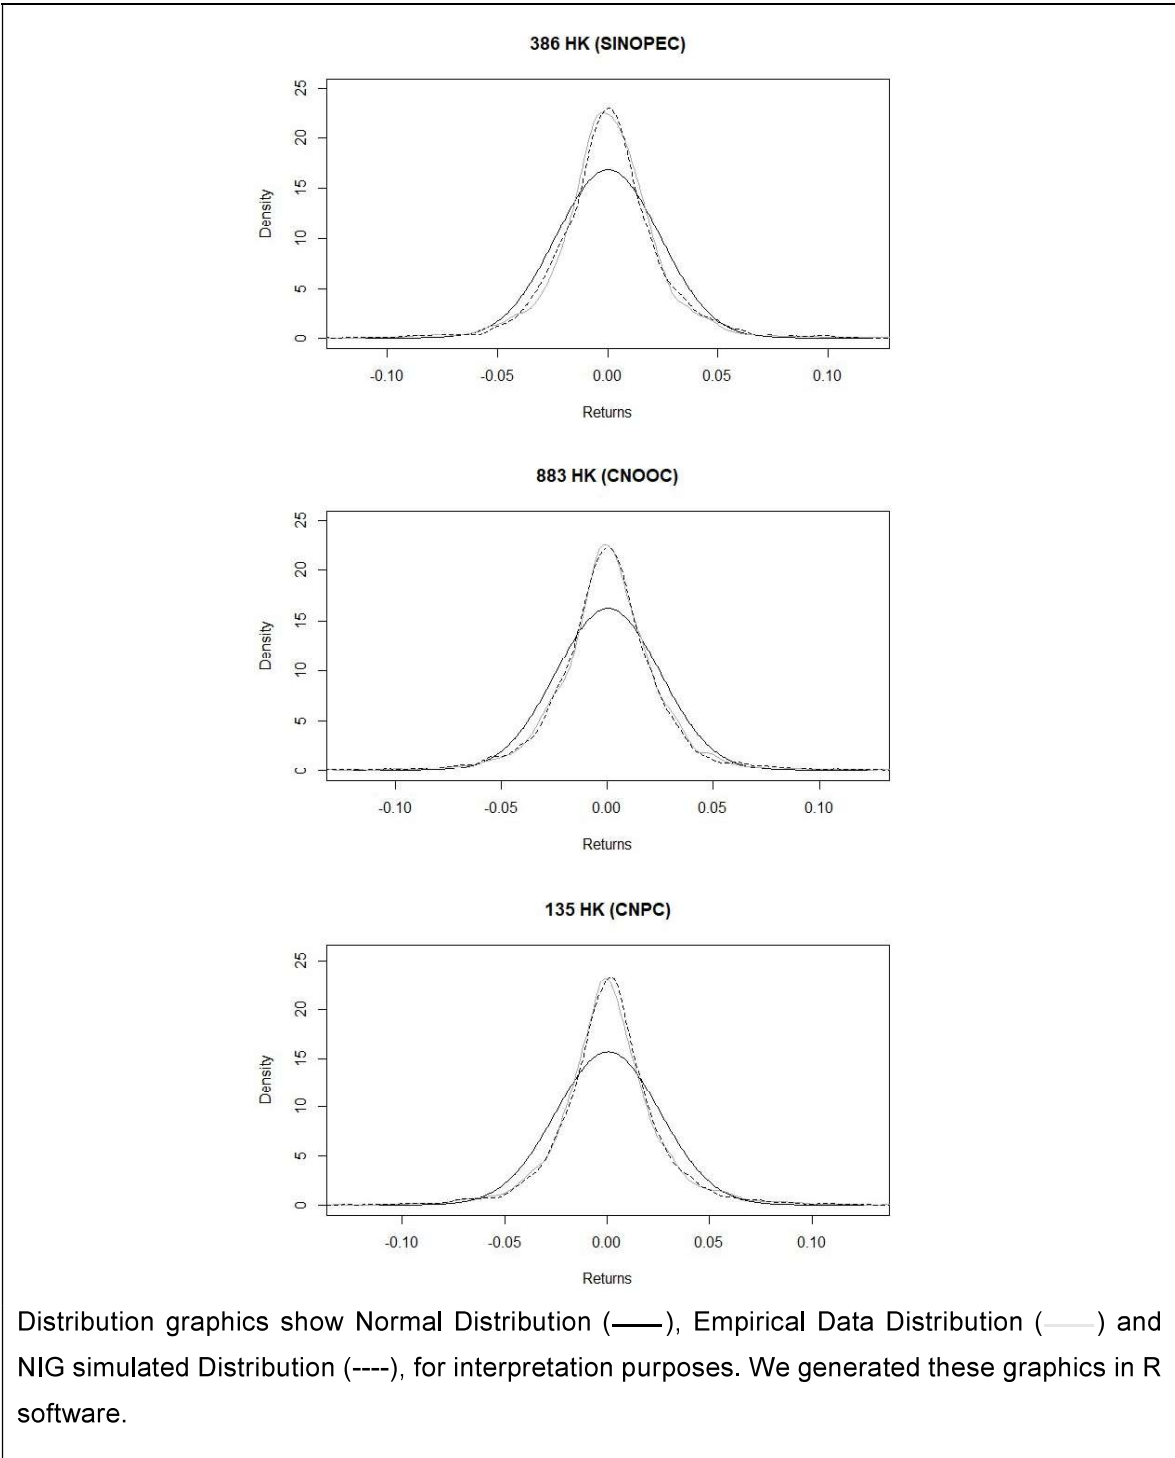 386 HK (SINOPEC)
25
20
15
10
5
0
Density
-0.10 -0.05 0.00 0.05 0.10
Returns
883 HK (CNOOC)
25
20
15
10
5
C
Density
-0.10 -0.05 0.00 0.05 0.10
Returns
135 HK (CNPC)
25
20
15
10
5
0
Density
-0.10 -0.05 0.00 0.05 0.10
Returns
Distribution graphics show Normal Distribution (——), Empirical Data Distribution (——) and
NIG simulated Distribution (----), for interpretation purposes. We generated these graphics in R
software.